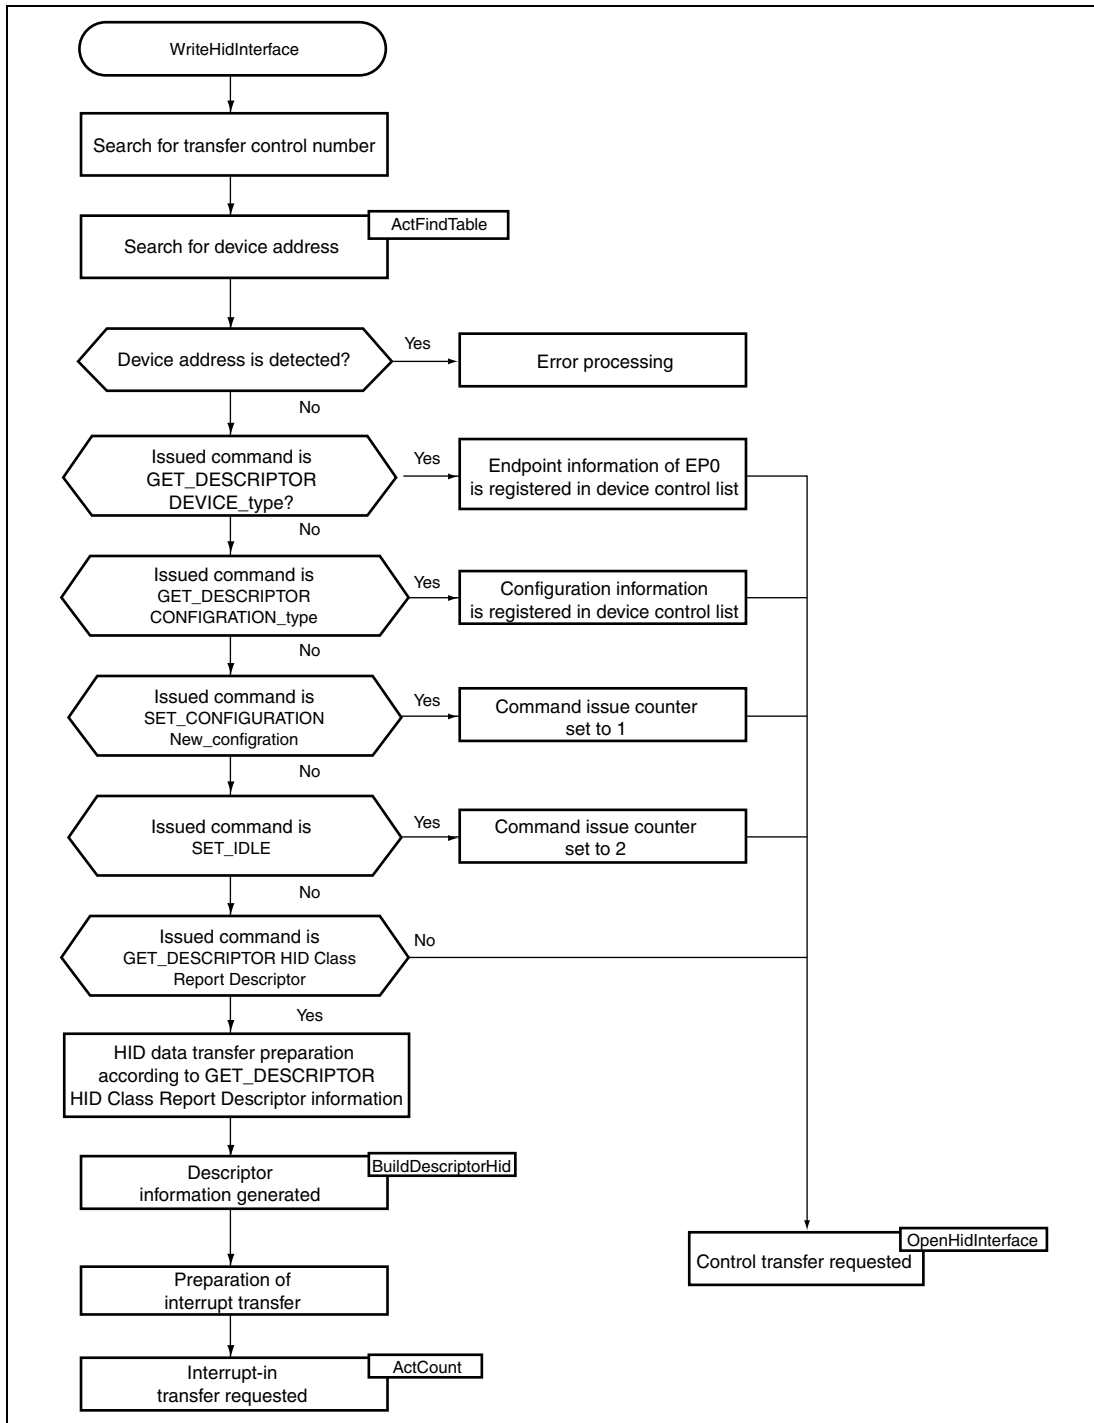 WriteHidInterface
Search for transfer control number
ActFindTable
Search for device address
Device address is detected?
Yes
Error processing
No
Issued command is
GET_DESCRIPTOR
DEVICE_type?
Yes
Endpoint information of EP0
is registered in device control list
No
Issued command is
GET_DESCRIPTOR
CONFIGRATION_type
Yes
Configuration information
is registered in device control list
No
Issued command is
SET_CONFIGURATION
New_configration
Yes
Command issue counter
set to 1
No
Issued command is
SET_IDLE
Yes
Command issue counter
set to 2
No
Issued command is
GET_DESCRIPTOR HID Class
Report Descriptor
No
Yes
HID data transfer preparation
according to GET_DESCRIPTOR
HID Class Report Descriptor information
BuildDescriptorHid
Descriptor
information generated
OpenHidInterface
Control transfer requested
Preparation of
interrupt transfer
ActCount
Interrupt-in
transfer requested